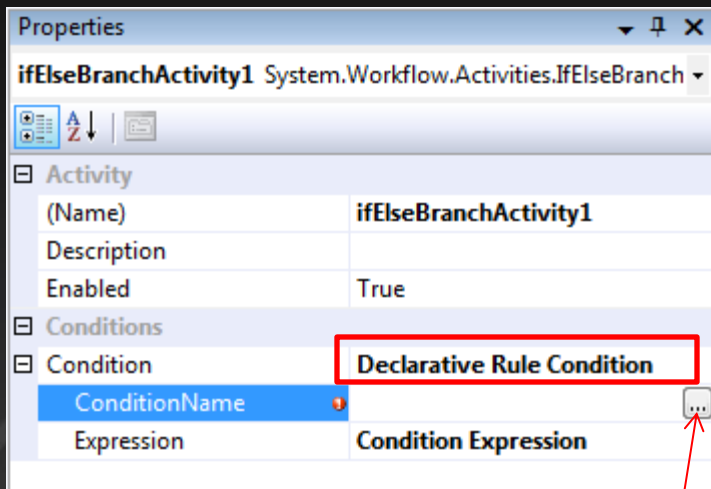 Properties
ifElseBranchActivity1 System.Workflow.Activities.IfElseBranch
A
Z
Activity
(Name) ifElseBranchActivity1
Description
Enabled True
Conditions
Condition Declarative Rule Condition
ConditionName ...
Expression Condition Expression